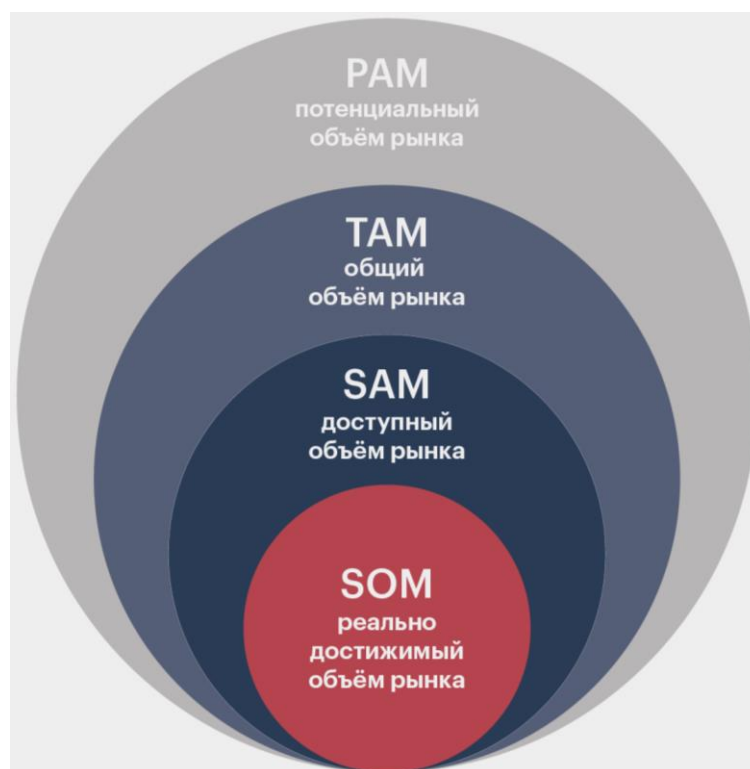 PAM
потенциальный
объём рынка
TAM
общий
объём рынка
SAM
доступный
объём рынка
SOM
реально
достижимый
объём рынка